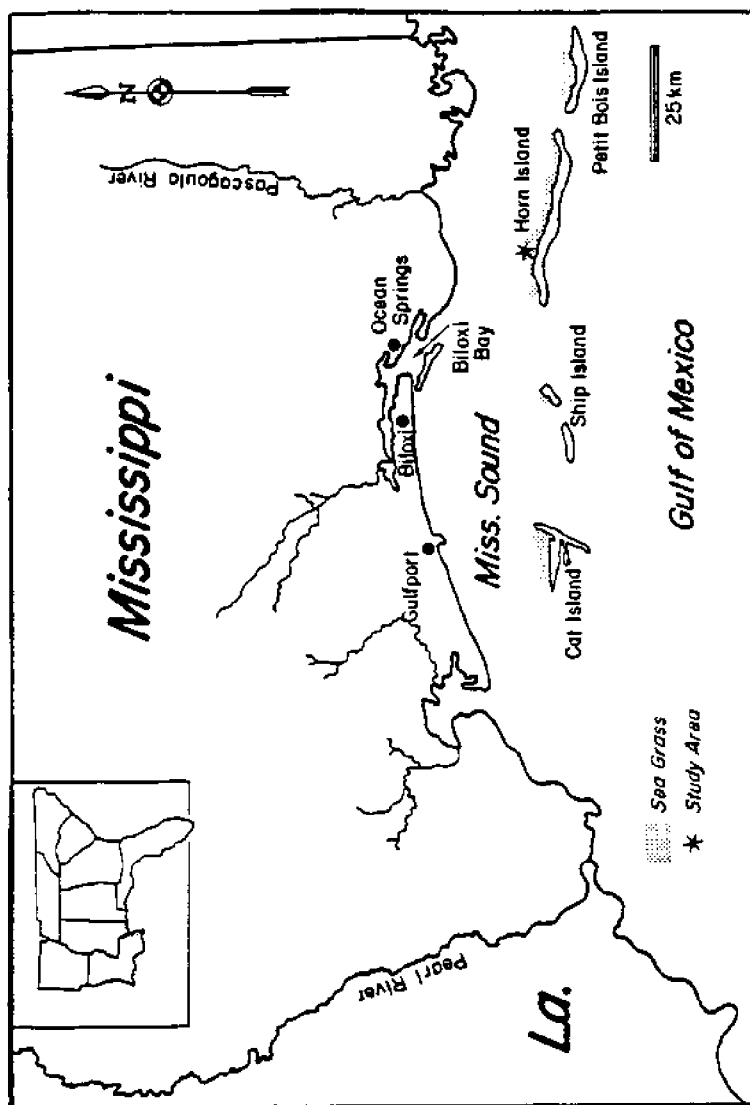 Mississippi
N
Pascagoula River
Ocean
Springs
Biloxi
Biloxi
Bay
Gulfport
Miss. Sound
Horn Island
Petit Bois Island
Ship Island
Cat Island
Gulf of Mexico
25 km
Pearl River
La.
Sea Grass
Study Area